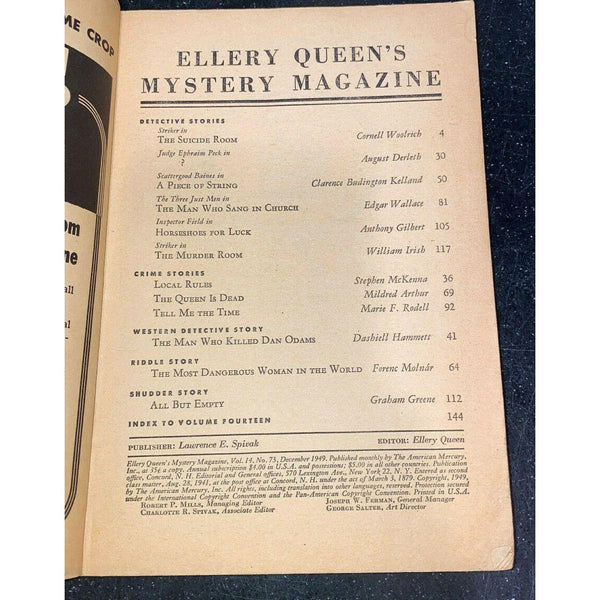 ME CROP
om
ne
all
al
ELLERY QUEEN'S
MYSTERY MAGAZINE
DETECTIVE STORIES
Striker in
THE SUICIDE ROOM Cornell Woolrich 4
Judge Ephraim Peck in
? August Derleth 30
Scattergood Baines in
A PIECE OF STRING Clarence Budington Kelland 50
The Three Just Men in
THE MAN WHO SANG IN CHURCH Edgar Wallace 81
Inspector Field in
HORSESHOES FOR LUCK Anthony Gilbert 105
Striker in
THE MURDER ROOM William Irish 117
CRIME STORIES
LOCAL RULES Stephen McKenna 36
THE QUEEN IS DEAD Mildred Arthur 69
TELL ME THE TIME Marie F. Rodell 92
WESTERN DETECTIVE STORY
THE MAN WHO KILLED DAN ODAMS Dashiell Hammett 41
RIDDLE STORY
THE MOST DANGEROUS WOMAN IN THE WORLD Ferenc Molnár 64
SHUDDER STORY
ALL BUT EMPTY Graham Greene 112
INDEX TO VOLUME FOURTEEN 144
PUBLISHER: Lawrence E. Spivak EDITOR: Ellery Queen
Ellery Queen's Mystery Magazine, Vol. 14, No. 73, December 1949. Published monthly by The American Mercury,
Inc., at 35¢ a copy. Annual subscription $4.00 in U.S.A. and possessions; $5.00 in all other countries. Publication
office, Concord, N. H. Editorial and General offices, 570 Lexington Ave., New York 22, N. Y. Entered as second
class matter, Aug. 28, 1941, at the post office at Concord, N. H. under the act of March 3, 1879. Copyright, 1949,
by The American Mercury, Inc. All rights, including translation into other languages, reserved. Protection secured
under the International Copyright Convention and the Pan-American Copyright Convention. Printed in U.S.A.
ROBERT P. MILLS, Managing Editor JOSEPH W. FERMAN, General Manager
CHARLOTTE R. SPIVAK, Associate Editor GEORGE SALTER, Art Director